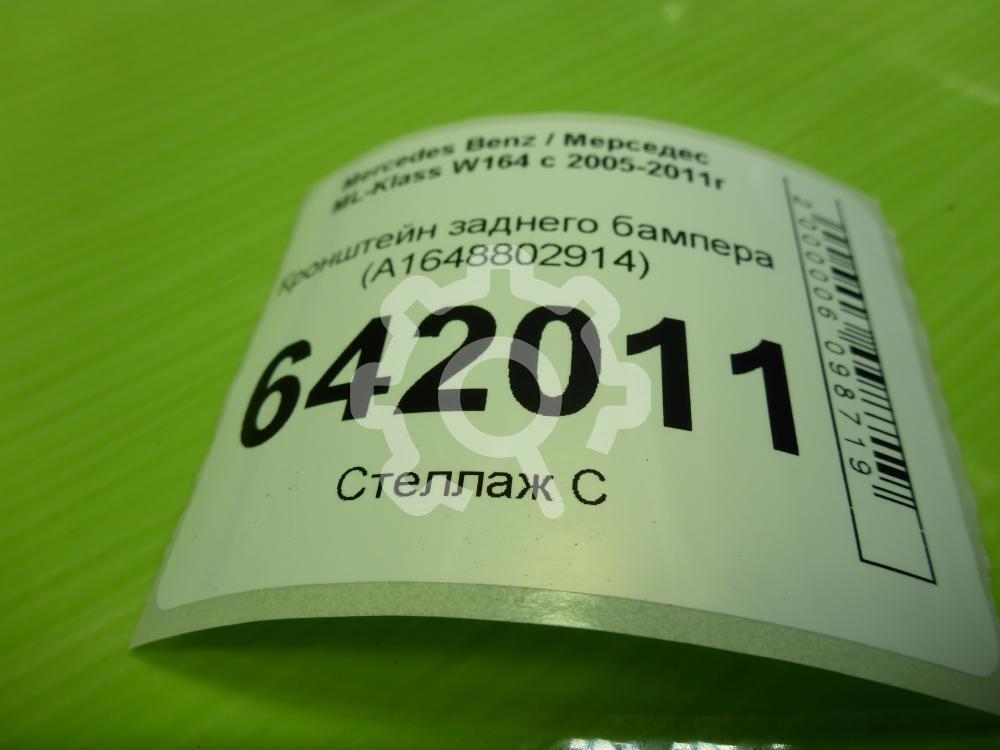 Mercedes Benz / Мерседес
ML-Klass W164 с 2005-2011г
Кронштейн заднего бампера
(A1648802914)
642011
Стеллаж С
2000006098719